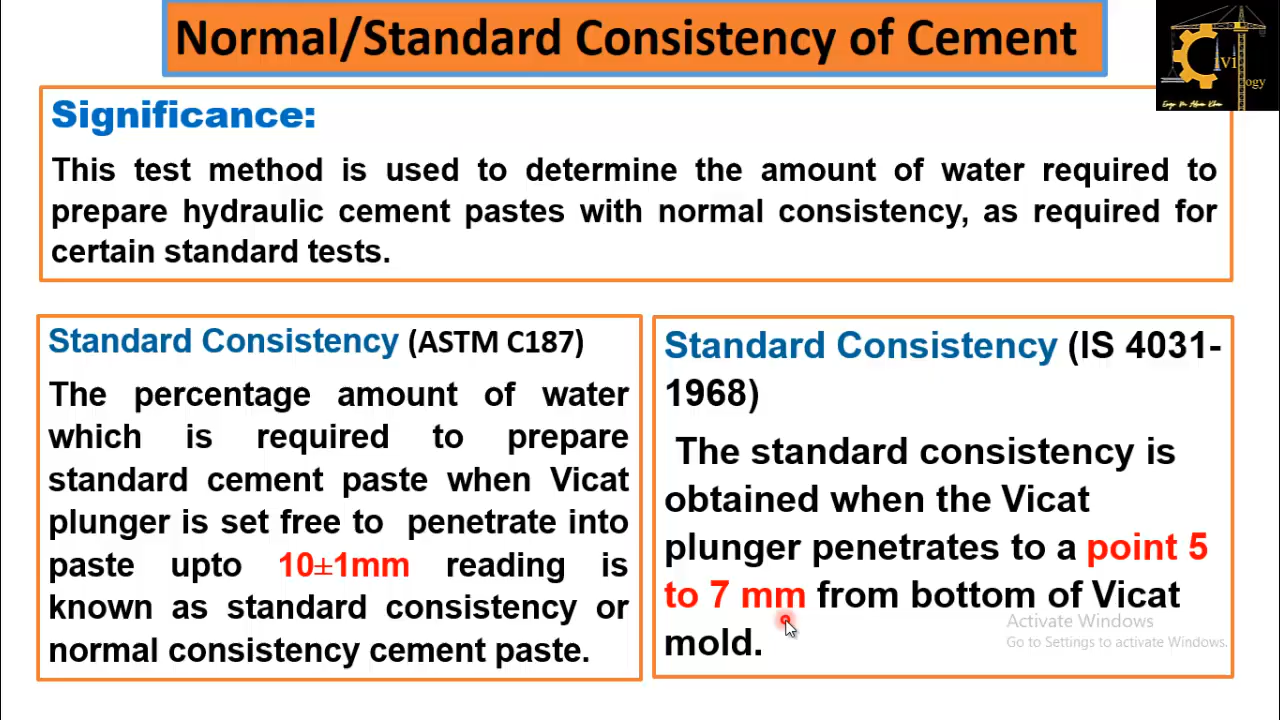 Normal/Standard Consistency of Cement
ivi
ogy
Significance:
This test method is used to determine the amount of water required to
prepare hydraulic cement pastes with normal consistency, as required for
certain standard tests.
Standard Consistency (ASTM C187)
The percentage amount of water
which is required to prepare
standard cement paste when Vicat
plunger is set free to penetrate into
paste upto 10±1mm reading is
known as standard consistency or
normal consistency cement paste.
Standard Consistency (IS 4031-
1968)
The standard consistency is
obtained when the Vicat
plunger penetrates to a point 5
to 7 mm from bottom of Vicat
mold.
Activate Windows
Go to Settings to activate Windows.